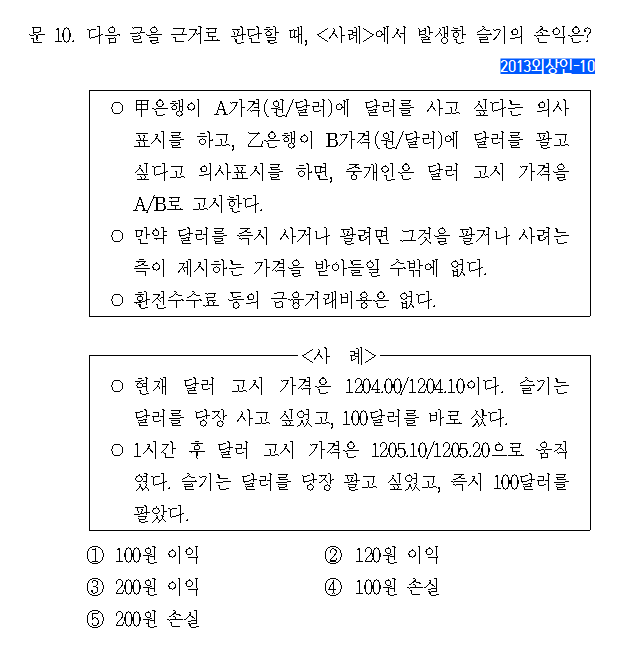 문 10. 다음 글을 근거로 판단할 때, <사례>에서 발생한 슬기의 손익은?
2013외상인-10
○ 甲은행이 A가격(원/달러)에 달러를 사고 싶다는 의사
표시를 하고, 乙은행이 B가격(원/달러)에 달러를 팔고
싶다고 의사표시를 하면, 중개인은 달러 고시 가격을
A/B로 고시한다.
○ 만약 달러를 즉시 사거나 팔려면 그것을 팔거나 사려는
측이 제시하는 가격을 받아들일 수밖에 없다.
○ 환전수수료 등의 금융거래비용은 없다.
<사 례>
○ 현재 달러 고시 가격은 1204.00/1204.10이다. 슬기는
달러를 당장 사고 싶었고, 100달러를 바로 샀다.
○ 1시간 후 달러 고시 가격은 1205.10/1205.20으로 움직
였다. 슬기는 달러를 당장 팔고 싶었고, 즉시 100달러를
팔았다.
① 100원 이익 ② 120원 이익
③ 200원 이익 ④ 100원 손실
⑤ 200원 손실